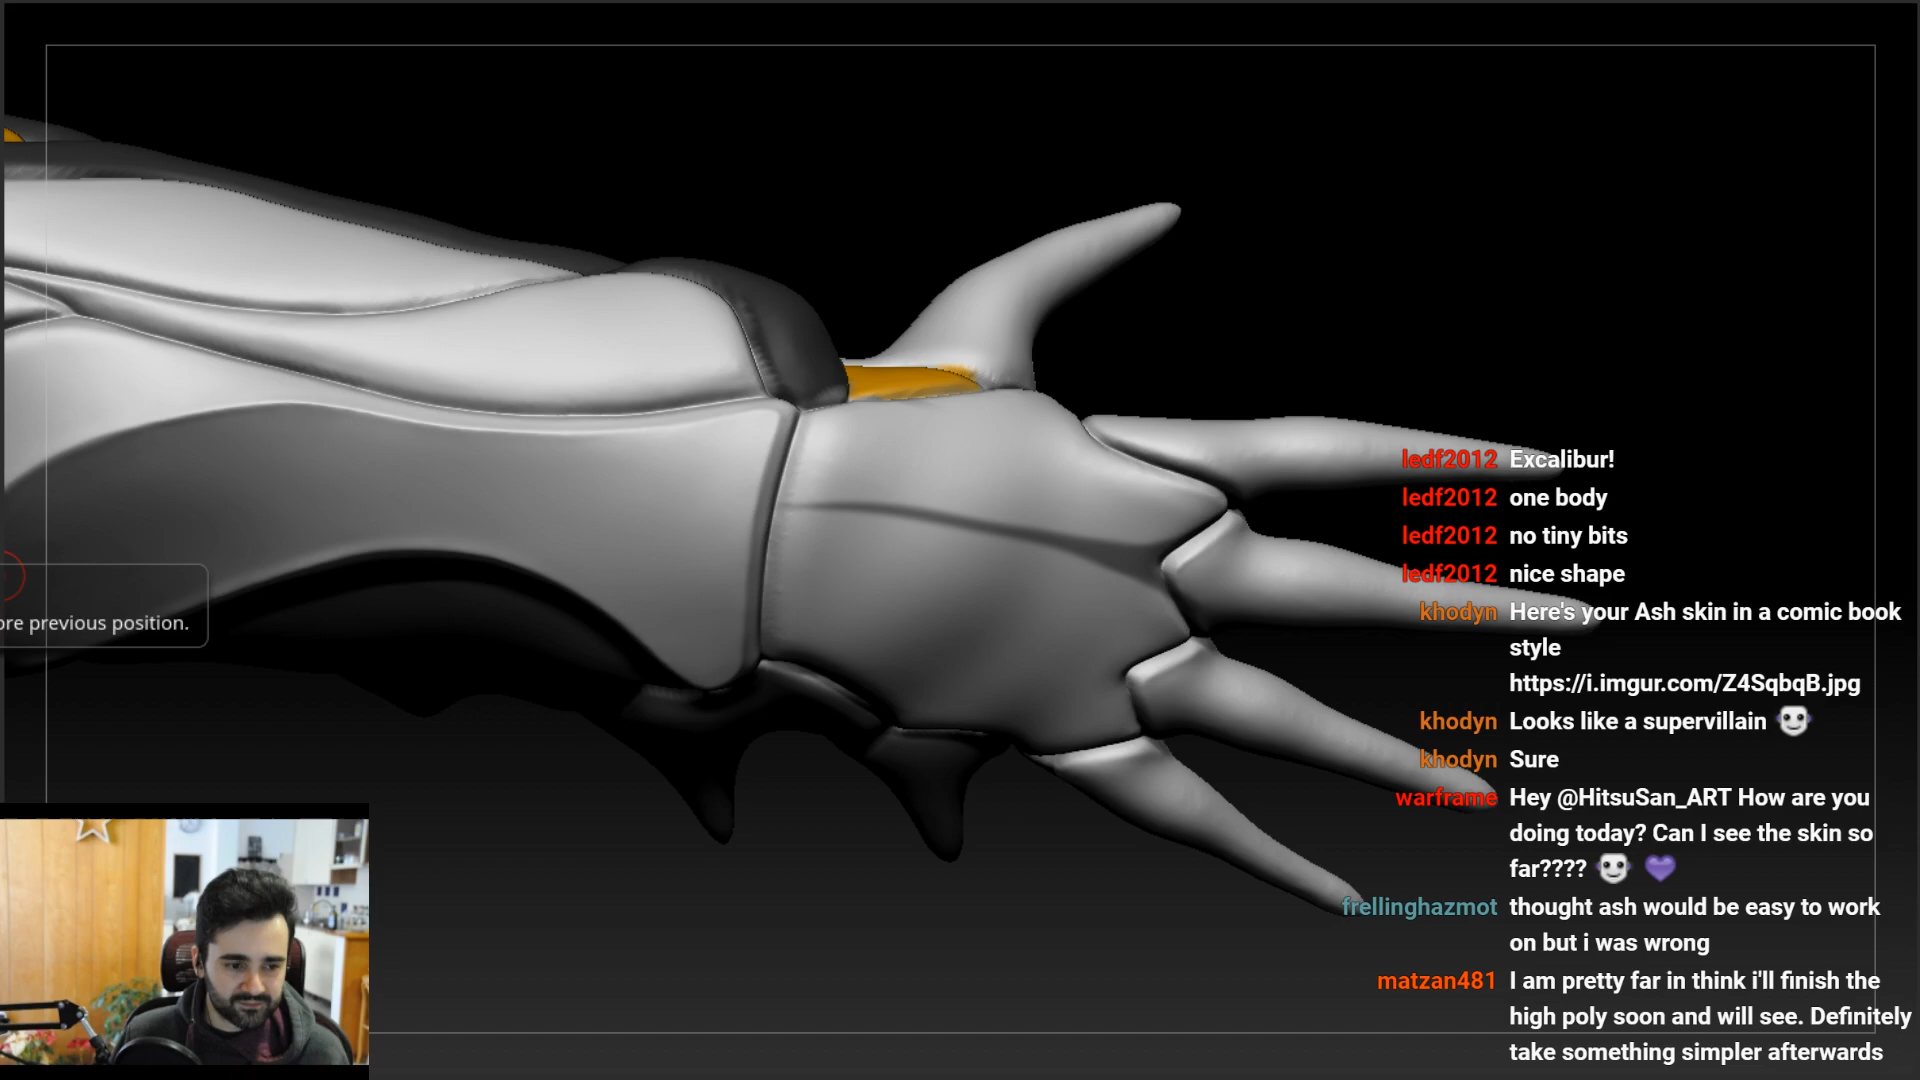 ledf2012 Excalibur!
ledf2012 one body
ledf2012 no tiny bits
ledf2012 nice shape
khodyn Here's your Ash skin in a comic book
style
https://i.imgur.com/Z4SqbqB.jpg
ore previous position.
khodyn Looks like a supervillain
khodyn Sure
warframe Hey @HitsuSan_ART How are you
doing today? Can I see the skin so
far????
frellinghazmot thought ash would be easy to work
on but i was wrong
matzan481 I am pretty far in think i'll finish the
high poly soon and will see. Definitely
take something simpler afterwards